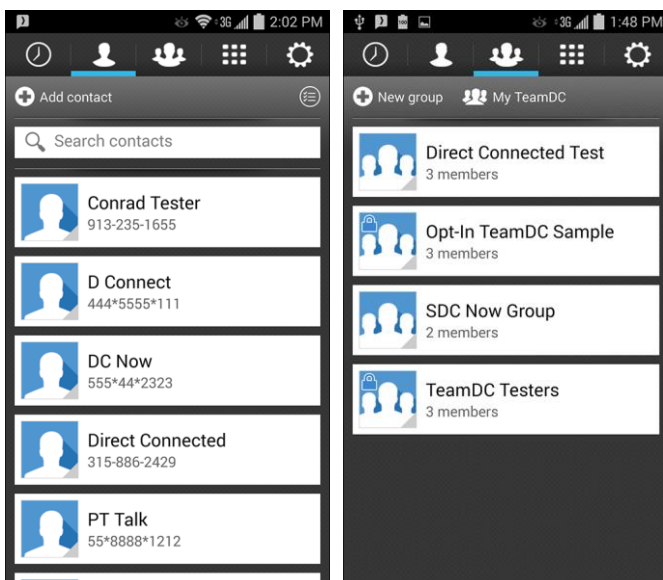 3G 2:02 PM
Add contact
Search contacts
Conrad Tester
913-235-1655
D Connect
444*5555*111
DC Now
555*44*2323
Direct Connected
315-886-2429
PT Talk
55*8888*1212
3G 1:48 PM
New group My TeamDC
Direct Connected Test
3 members
Opt-In TeamDC Sample
3 members
SDC Now Group
2 members
TeamDC Testers
3 members